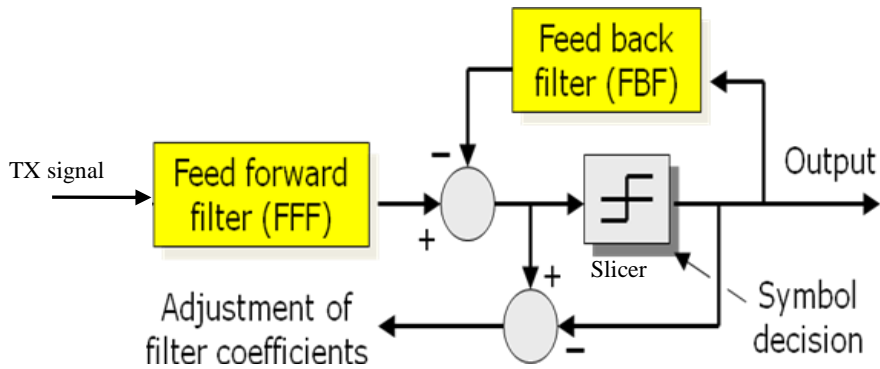 Feed back
filter (FBF)
TX signal
Feed forward
filter (FFF)
−
+
Output
Slicer
+
−
Symbol
decision
Adjustment of
filter coefficients